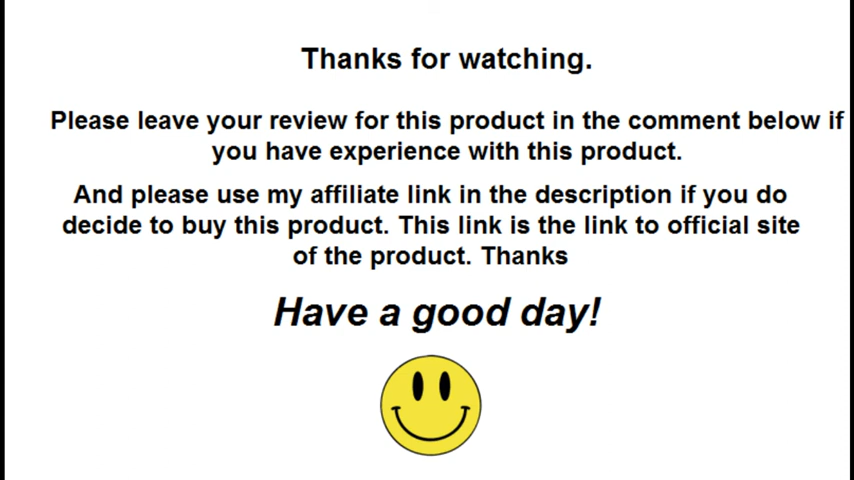 Thanks for watching.
Please leave your review for this product in the comment below if
you have experience with this product.
And please use my affiliate link in the description if you do
decide to buy this product. This link is the link to official site
of the product. Thanks
Have a good day!